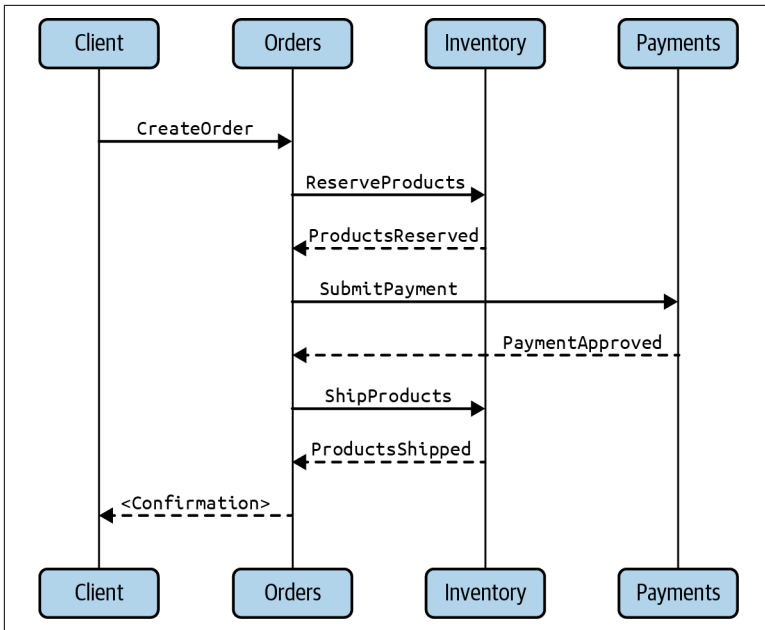 Client Orders Inventory Payments
CreateOrder
ReserveProducts
ProductsReserved
SubmitPayment
PaymentApproved
ShipProducts
ProductsShipped
<Confirmation>
Client Orders Inventory Payments